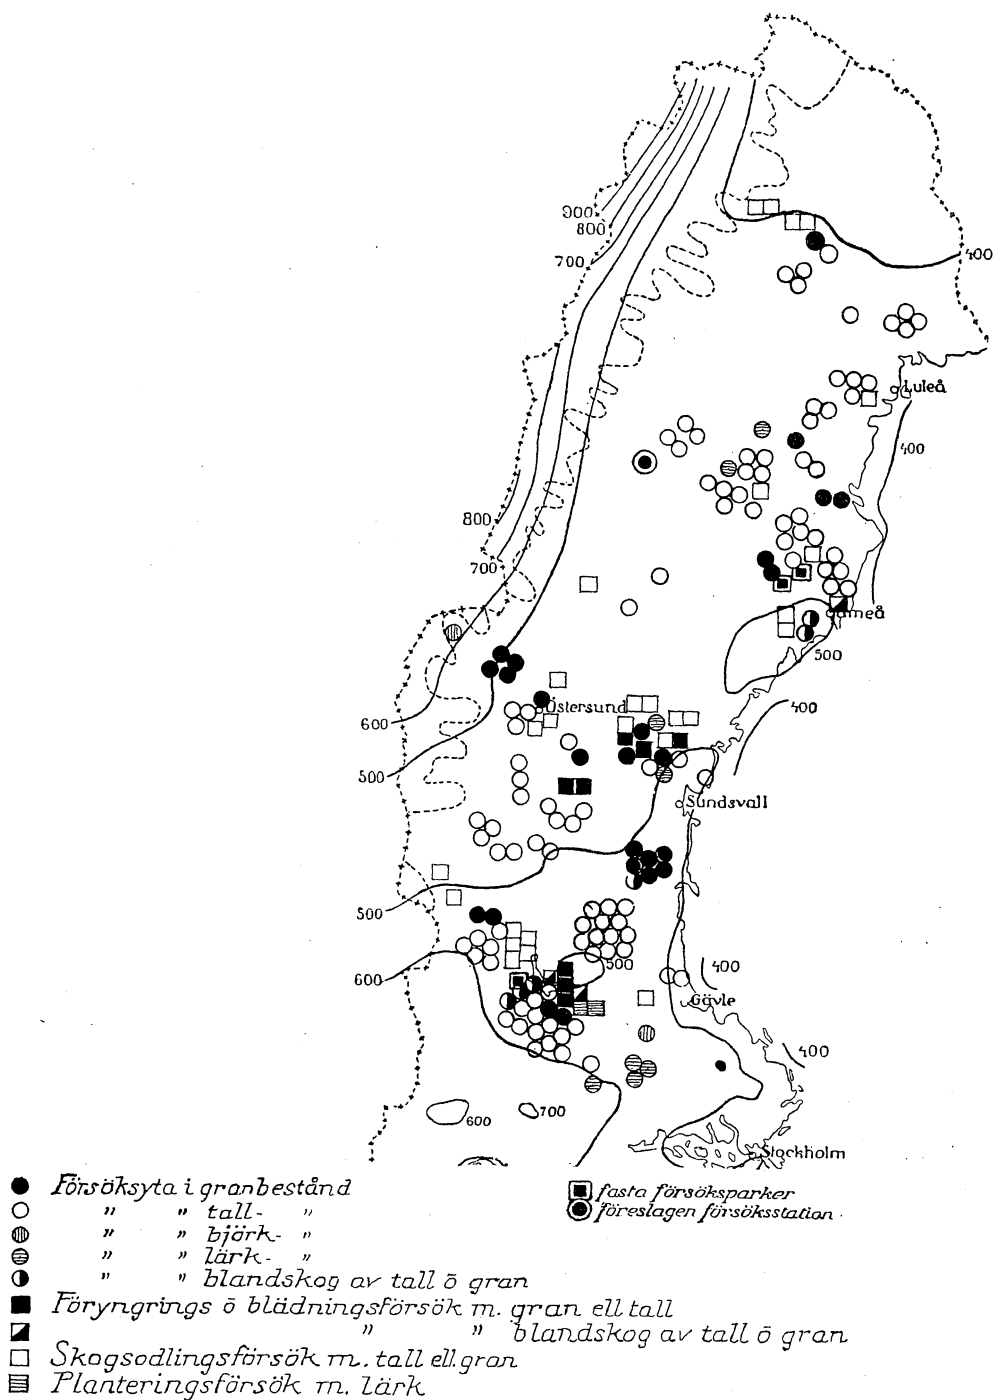 900
800
700
400
Luleå
400
800
700
Umeå
500
600
Östersund
400
500
Sundsvall
500
600
500
400
Gävle
400
600
700
Stockholm
Försöksyta i granbestånd
" " tall- "
" " björk- "
" " lärk- "
" " blandskog av tall ö gran
Föryngrings ö blädningsförsök m. gran ell tall
" " blandskog av tall ö gran
Skogsodlingsförsök m. tall ell. gran
Planteringsförsök m. lärk
fasta försöksparker
föreslagen försöksstation.